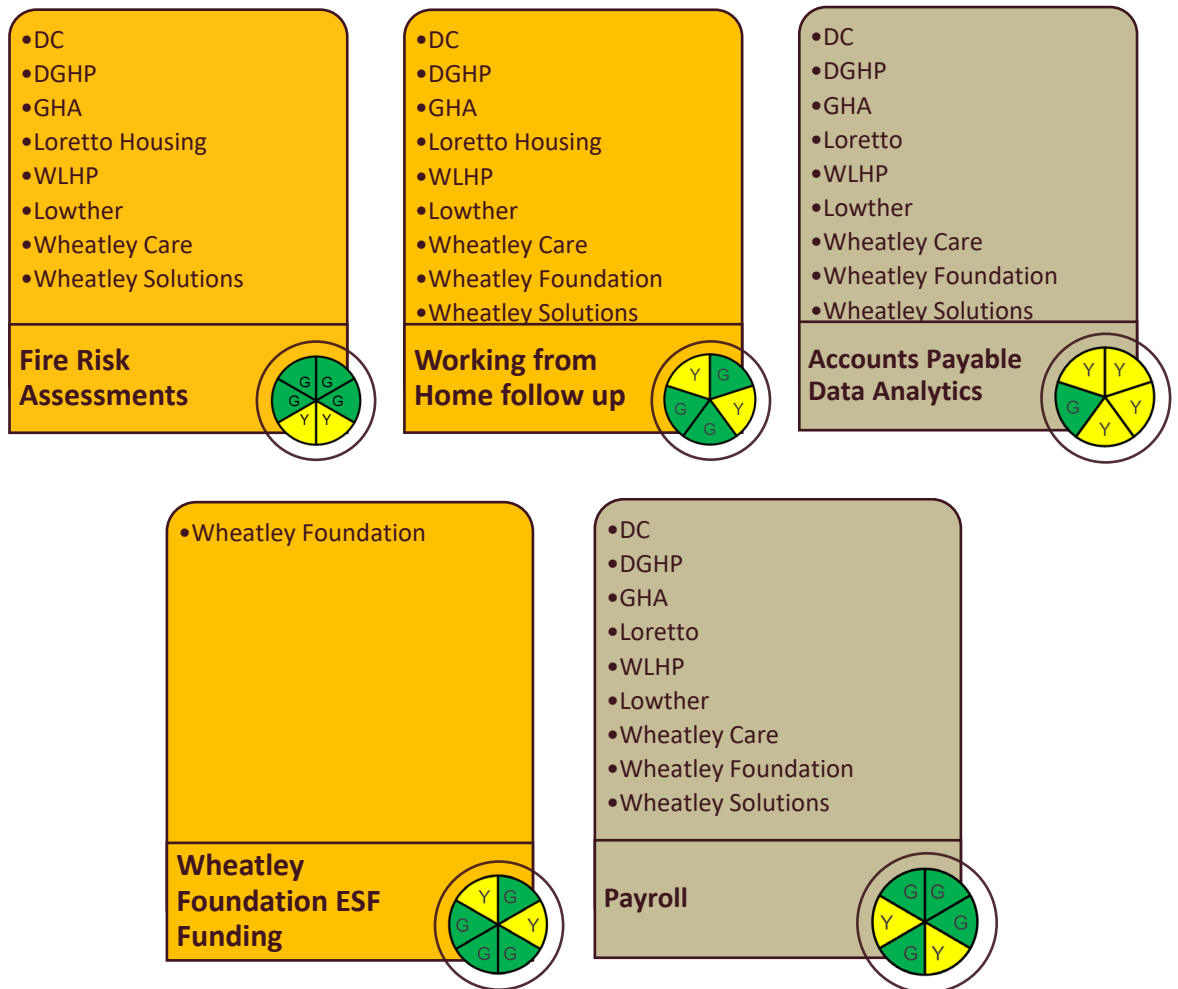 •DC
•DGHP
•GHA
•Loretto Housing
•WLHP
•Lowther
•Wheatley Care
•Wheatley Solutions
Fire Risk
Assessments
G G
G G
Y Y
•DC
•DGHP
•GHA
•Loretto Housing
•WLHP
•Lowther
•Wheatley Care
•Wheatley Foundation
•Wheatley Solutions
Working from
Home follow up
Y G
G Y
G
•DC
•DGHP
•GHA
•Loretto
•WLHP
•Lowther
•Wheatley Care
•Wheatley Foundation
•Wheatley Solutions
Accounts Payable
Data Analytics
Y Y
G Y
Y
•Wheatley Foundation
Wheatley
Foundation ESF
Funding
Y G
G Y
G G
•DC
•DGHP
•GHA
•Loretto
•WLHP
•Lowther
•Wheatley Care
•Wheatley Foundation
•Wheatley Solutions
Payroll
G G
Y G
G Y